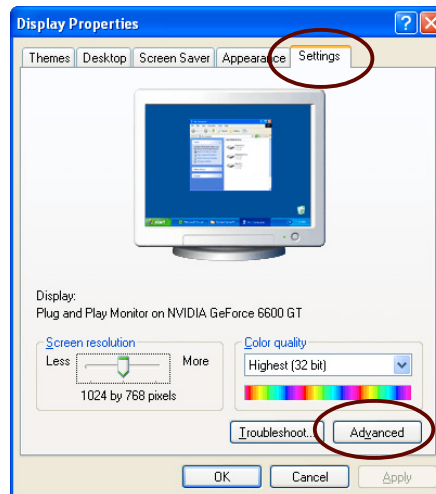 Display Properties
Themes Desktop Screen Saver Appearance Settings
Display:
Plug and Play Monitor on NVIDIA GeForce 6600 GT
Screen resolution
Less More
1024 by 768 pixels
Color quality
Highest (32 bit)
Troubleshoot... Advanced
OK Cancel Apply